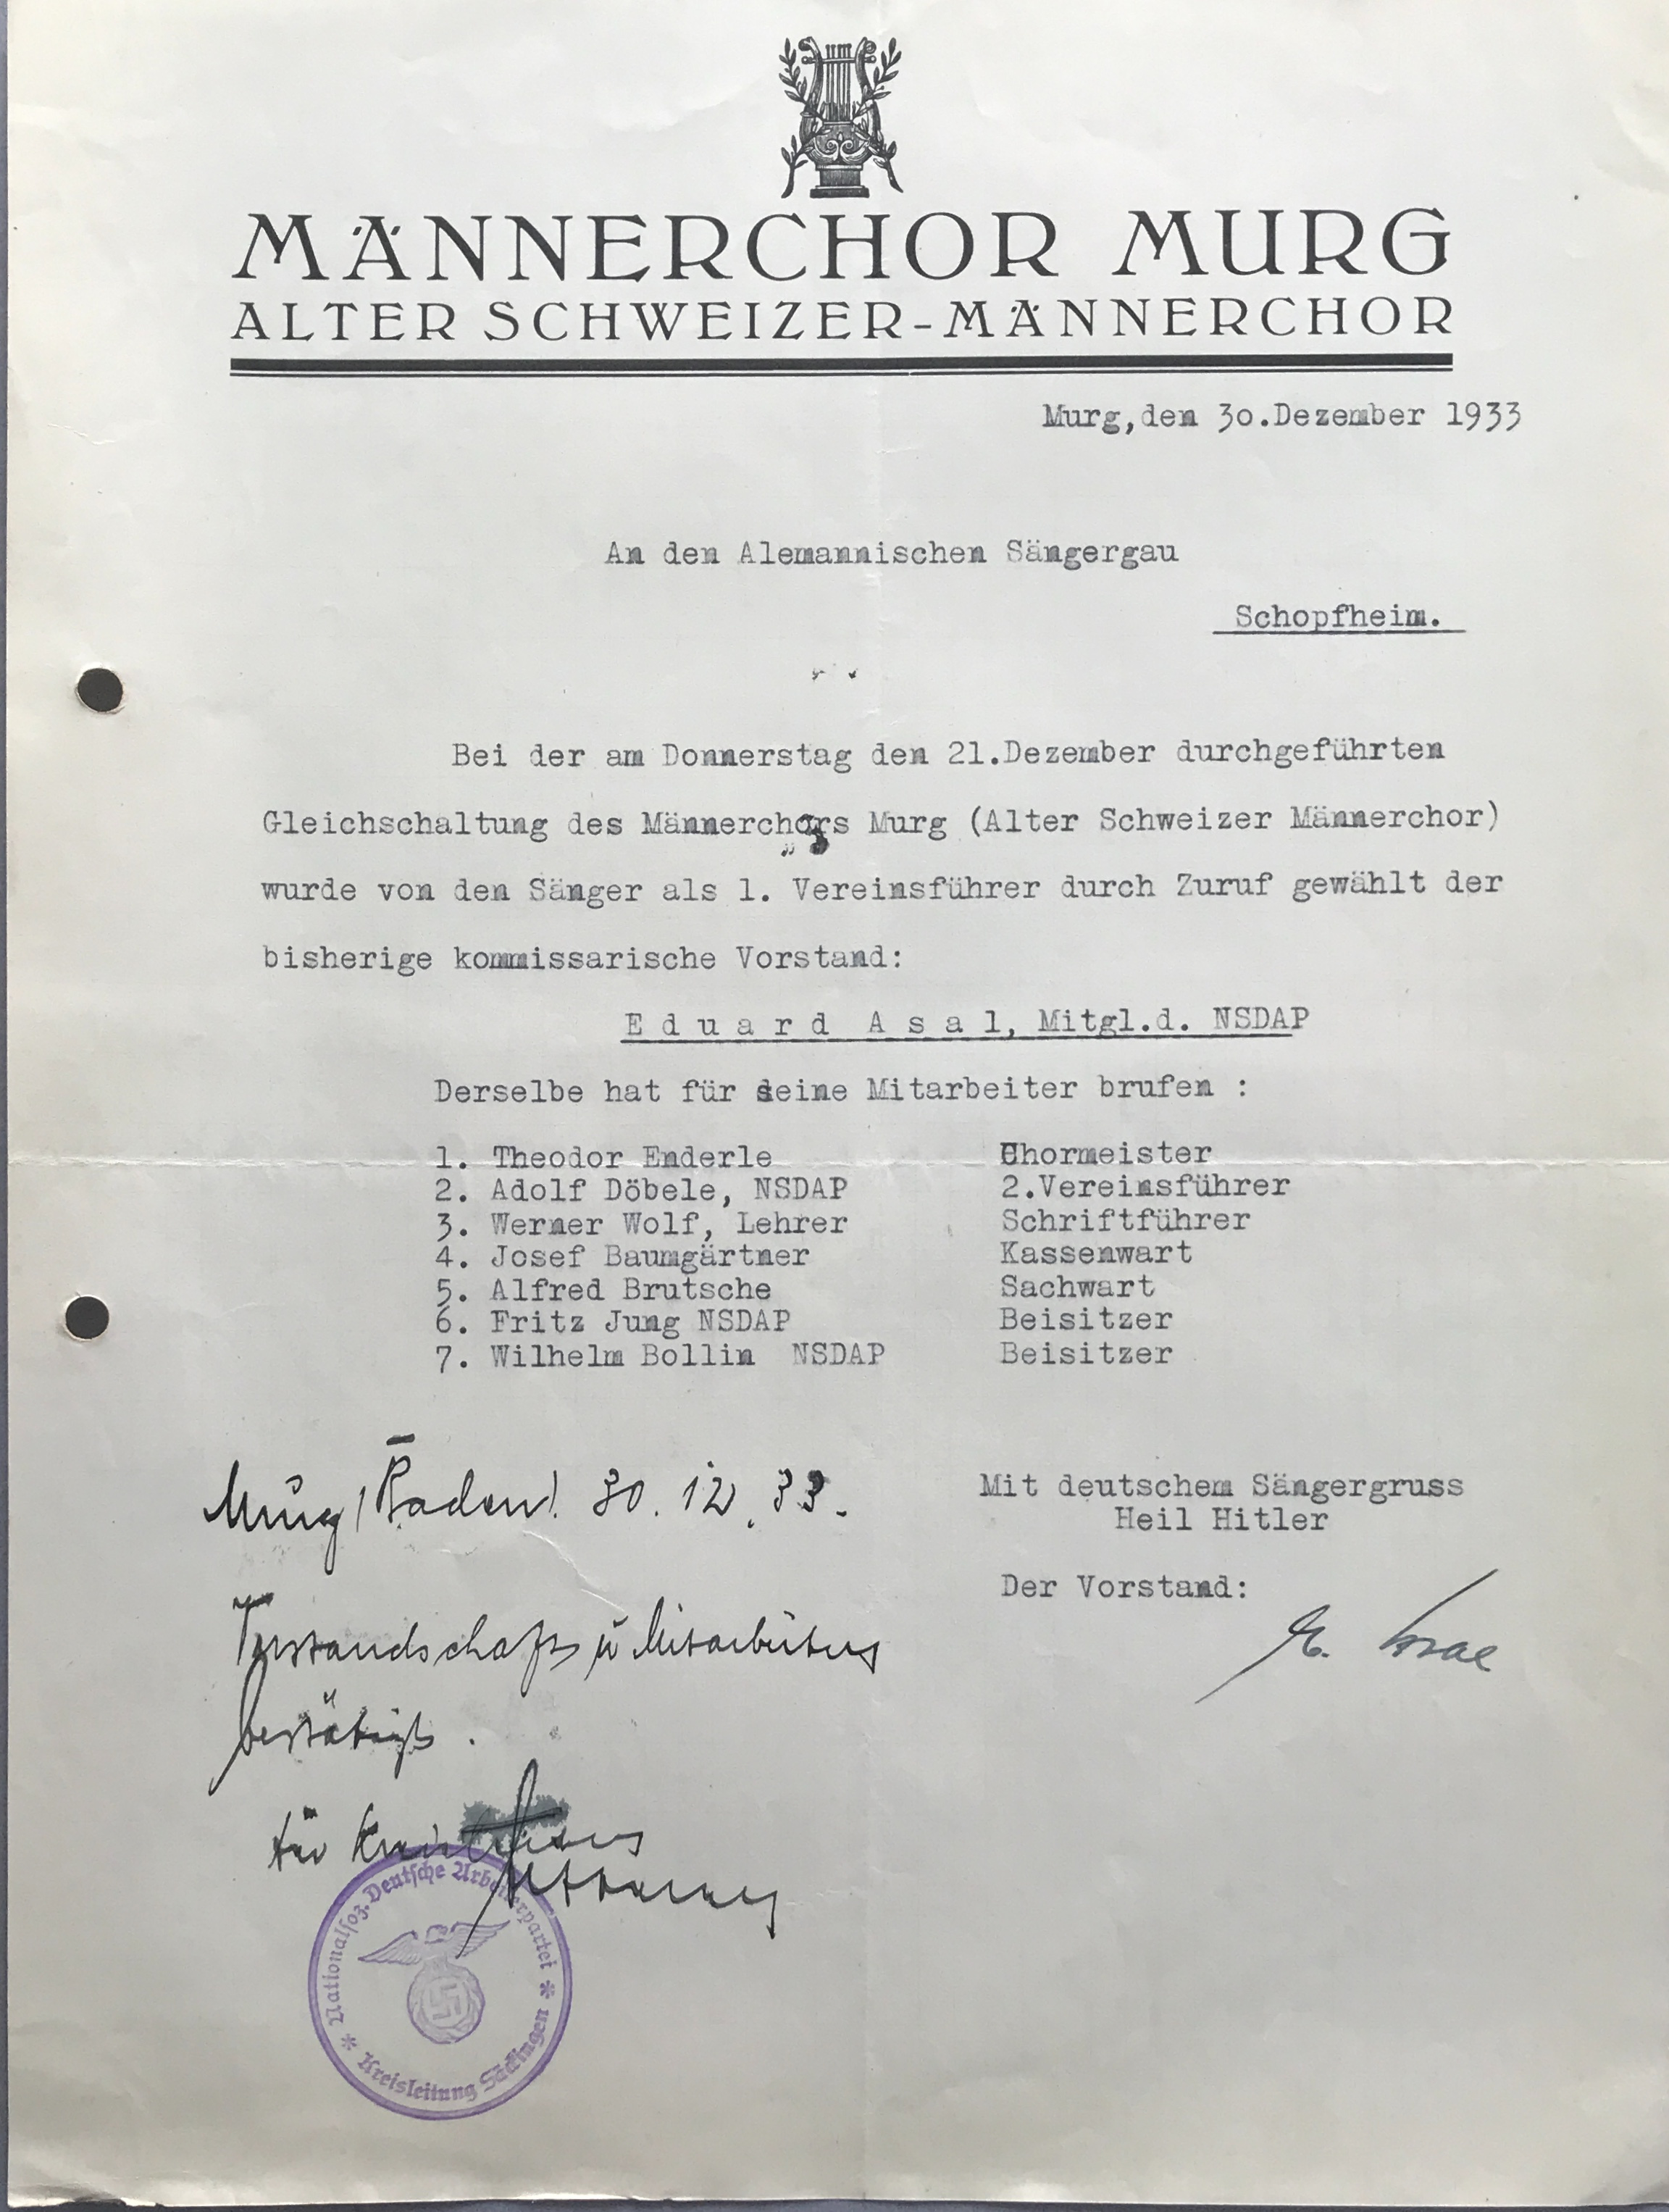 MÄNNERCHOR MURG
ALTER SCHWEIZER-MÄNNERCHOR
Murg,den 30.Dezember 1933
An den Alemannischen Sängergau
Schopfheim.
Bei der am Donnerstag den 21.Dezember durchgeführten
Gleichschaltung des Männerchors Murg (Alter Schweizer Männerchor)
wurde von den Sänger als 1. Vereinsführer durch Zuruf gewählt der
bisherige kommissarische Vorstand:
E d u a r d  A s a l, Mitgl.d. NSDAP
Derselbe hat für seine Mitarbeiter brufen :
1. Theodor Enderle Chormeister
2. Adolf Döbele, NSDAP 2.Vereinsführer
3. Werner Wolf, Lehrer Schriftführer
4. Josef Baumgärtner Kassenwart
5. Alfred Brutsche Sachwart
6. Fritz Jung NSDAP Beisitzer
7. Wilhelm Bollin NSDAP Beisitzer
Mit deutschem Sängergruss
Heil Hitler
Der Vorstand:
E. Asal
Murg (Baden). 30. 12. 33.
Vorstandschaft u Mitarbeiter
bestätigt.
Nationalsoz. Deutsche Arbeiterpartei
* Kreisleitung Säckingen *